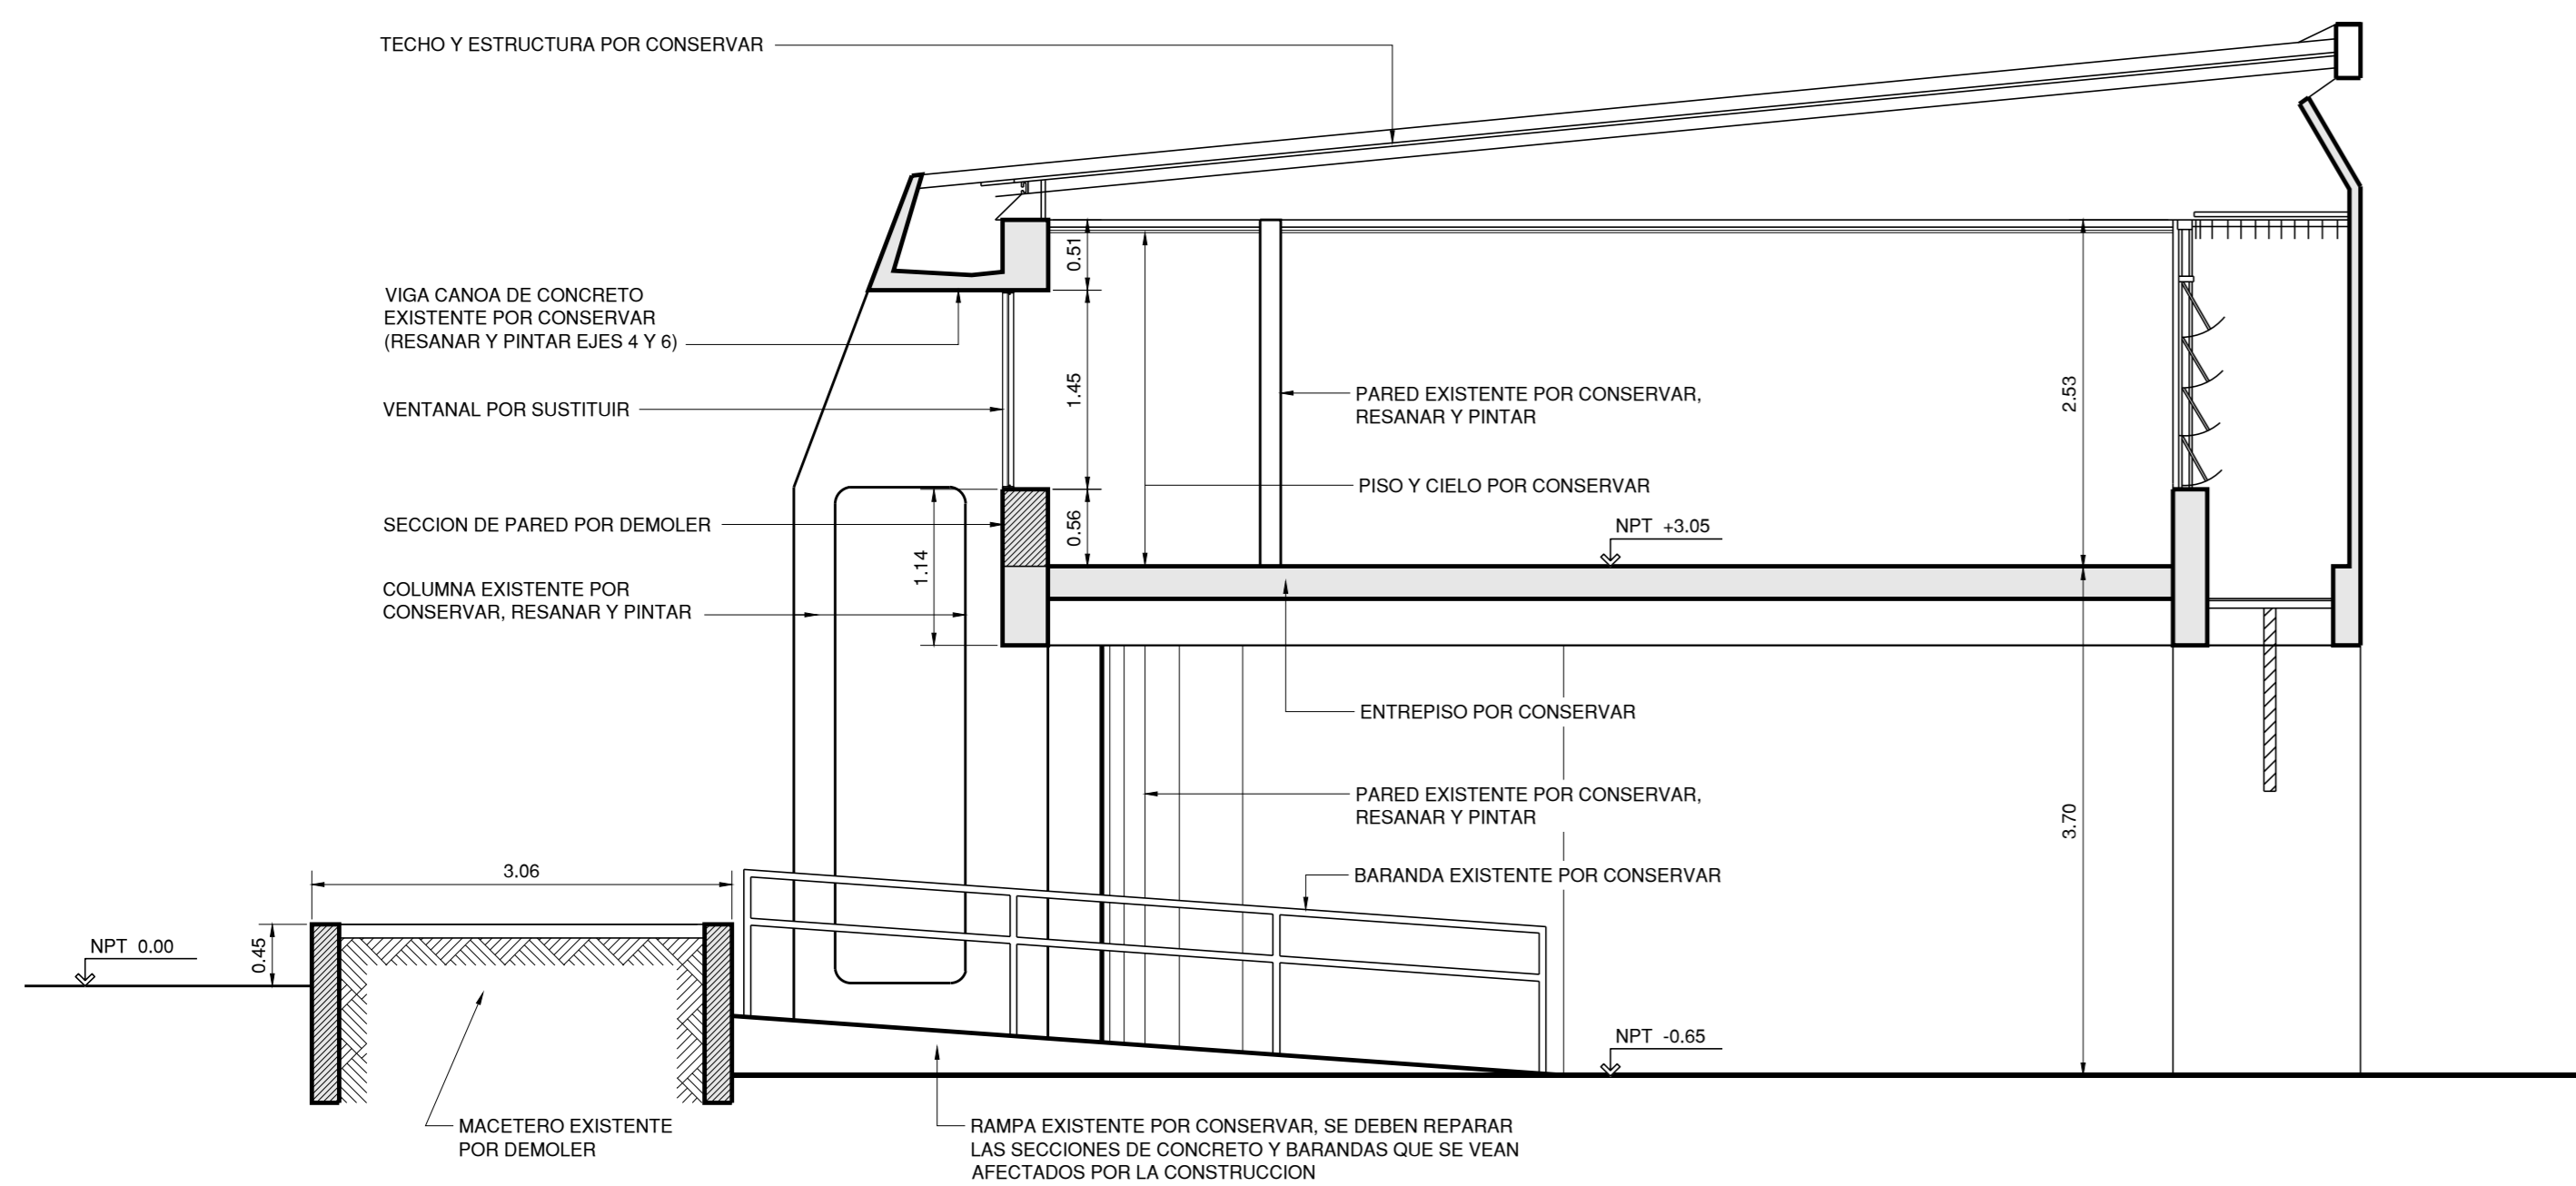 TECHO Y ESTRUCTURA POR CONSERVAR
0.51
VIGA CANOA DE CONCRETO
EXISTENTE POR CONSERVAR
(RESANAR Y PINTAR EJES 4 Y 6)
1.45
2.53
PARED EXISTENTE POR CONSERVAR,
RESANAR Y PINTAR
VENTANAL POR SUSTITUIR
PISO Y CIELO POR CONSERVAR
SECCION DE PARED POR DEMOLER
0.56
NPT +3.05
1.14
COLUMNA EXISTENTE POR
CONSERVAR, RESANAR Y PINTAR
ENTREPISO POR CONSERVAR
PARED EXISTENTE POR CONSERVAR,
RESANAR Y PINTAR
3.70
3.06
BARANDA EXISTENTE POR CONSERVAR
NPT 0.00
0.45
NPT -0.65
MACETERO EXISTENTE
POR DEMOLER
RAMPA EXISTENTE POR CONSERVAR, SE DEBEN REPARAR
LAS SECCIONES DE CONCRETO Y BARANDAS QUE SE VEAN
AFECTADOS POR LA CONSTRUCCION